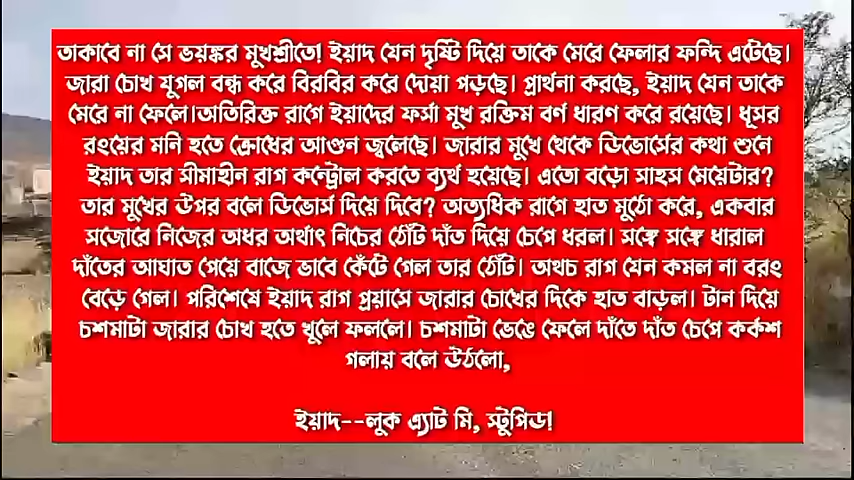 তাকাবে না সে ভয়ঙ্কর মুখশ্রীতে! ইয়াদ যেন দৃষ্টি দিয়ে তাকে মেরে ফেলার ফন্দি এটেছে।
জারা চোখ যুগল বন্ধ করে বিরবির করে দোয়া পড়ছে। প্রার্থনা করছে, ইয়াদ যেন তাকে
মেরে না ফেলে।অতিরিক্ত রাগে ইয়াদের ফর্সা মুখ রক্তিম বর্ণ ধারণ করে রয়েছে। ধূসর
রংয়ের মনি হতে ক্রোধের আগুন জ্বলেছে। জারার মুখে থেকে ডিভোর্সের কথা শুনে
ইয়াদ তার সীমাহীন রাগ কন্ট্রোল করতে ব্যর্থ হয়েছে। এতো বড়ো সাহস মেয়েটার?
তার মুখের উপর বলে ডিভোর্স দিয়ে দিবে? অত্যধিক রাগে হাত মুঠো করে, একবার
সজোরে নিজের অধর অর্থাৎ নিচের ঠোঁট দাঁত দিয়ে চেপে ধরল। সঙ্গে সঙ্গে ধারাল
দাঁতের আঘাত পেয়ে বাজে ভাবে কেঁটে গেল তার ঠোঁট। অথচ রাগ যেন কমল না বরং
বেড়ে গেল। পরিশেষে ইয়াদ রাগ প্রয়াসে জারার চোখের দিকে হাত বাড়ল। টান দিয়ে
চশমাটা জারার চোখ হতে খুলে ফললে। চশমাটা ভেঙে ফেলে দাঁতে দাঁত চেপে কর্কশ
গলায় বলে উঠলো,
ইয়াদ--লুক এ্যাট মি, স্টুপিড!